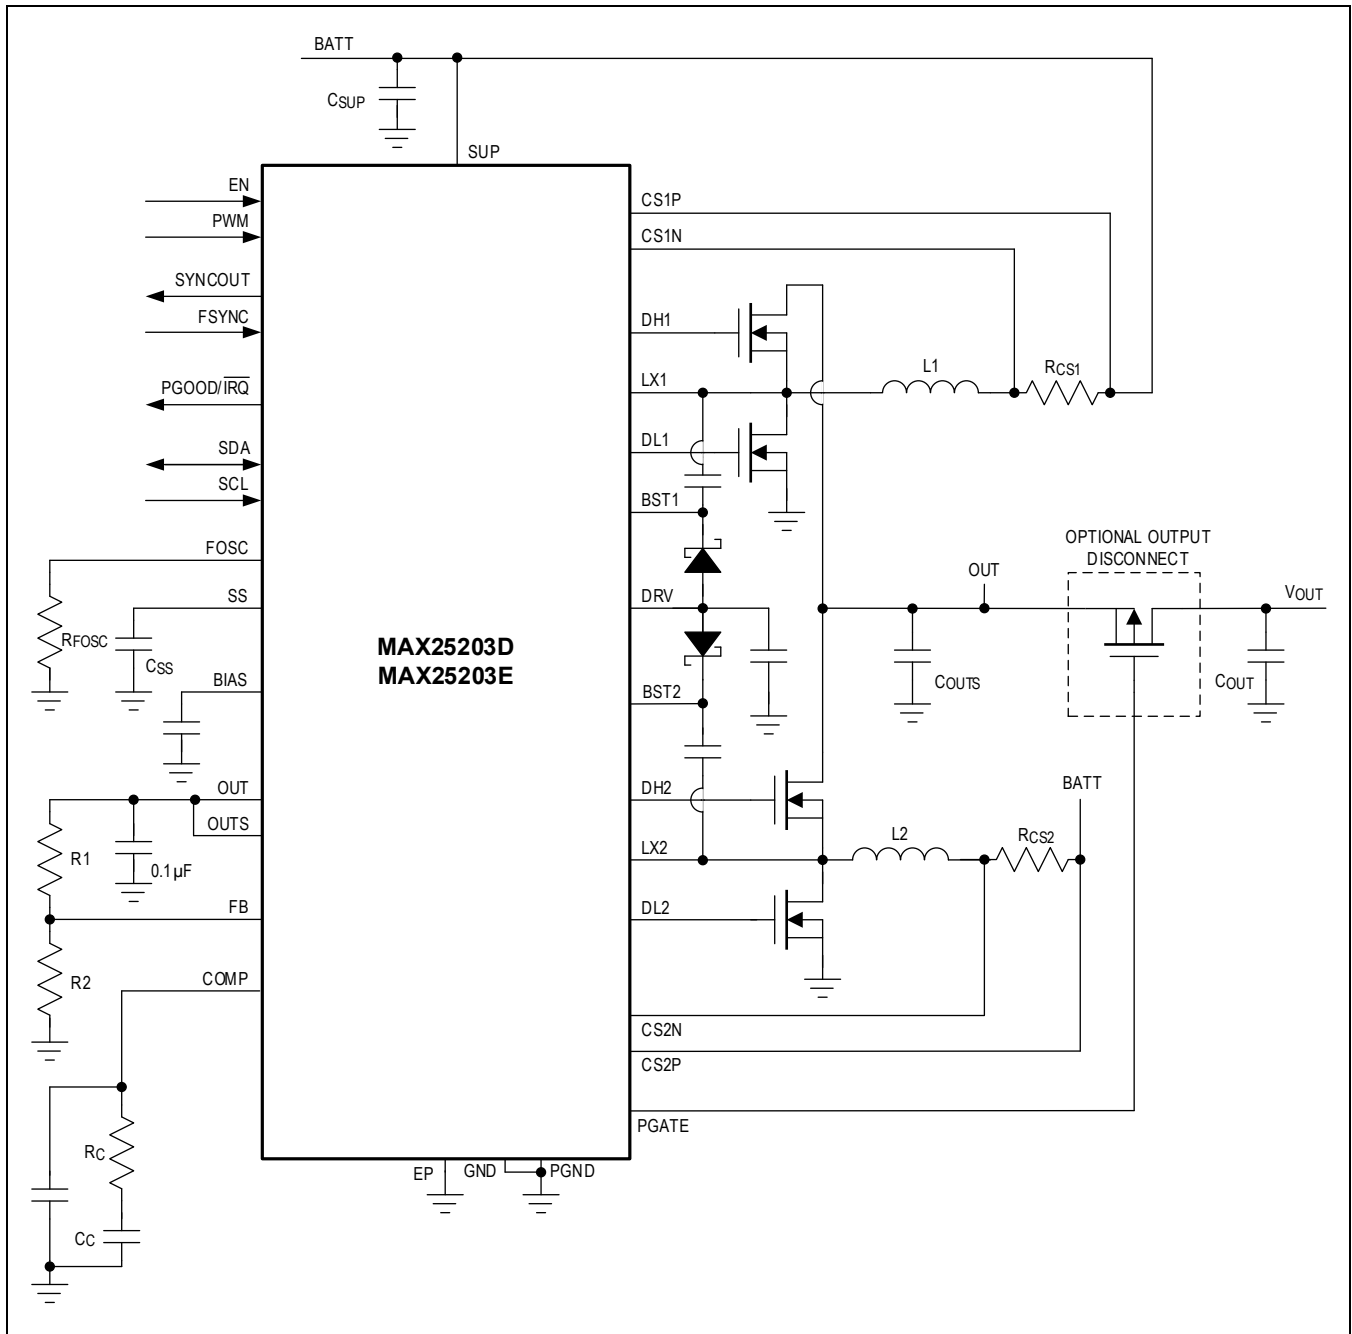 BATT
CSUP
SUP
EN
PWM
SYNCOUT
FSYNC
PGOOD/IRQ
SDA
SCL
FOSC
SS
RFOSC
CSS
BIAS
OUT
OUTS
R1
0.1µF
FB
R2
COMP
RC
CC
MAX25203D
MAX25203E
EP
GND
PGND
CS1P
CS1N
DH1
LX1
L1
RCS1
DL1
BST1
DRV
BST2
OPTIONAL OUTPUT
DISCONNECT
OUT
VOUT
COUTS
COUT
DH2
BATT
LX2
L2
RCS2
DL2
CS2N
CS2P
PGATE